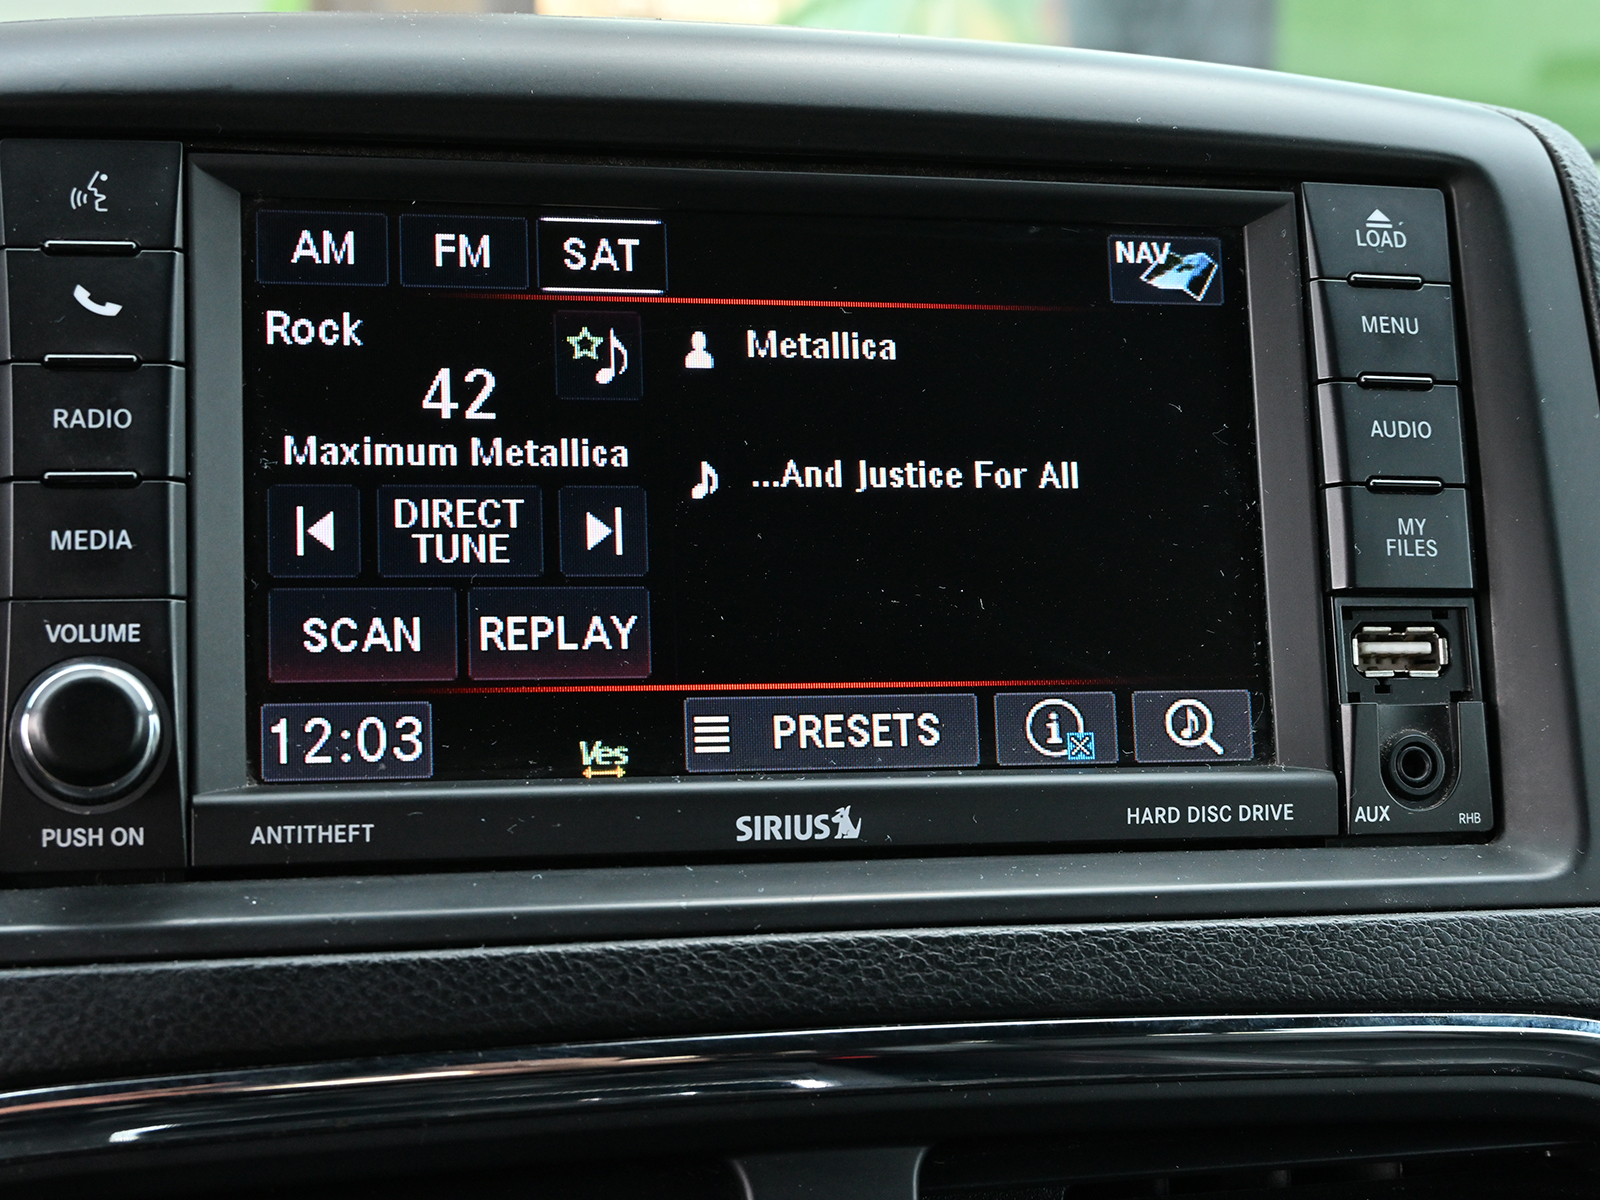 AM FM SAT
NAV
LOAD
MENU
AUDIO
MY
FILES
RADIO
MEDIA
VOLUME
PUSH ON
Rock
42
Maximum Metallica
Metallica
...And Justice For All
DIRECT
TUNE
SCAN REPLAY
12:03
Ves
PRESETS
i
ANTITHEFT
SIRIUS
HARD DISC DRIVE
AUX
RHB